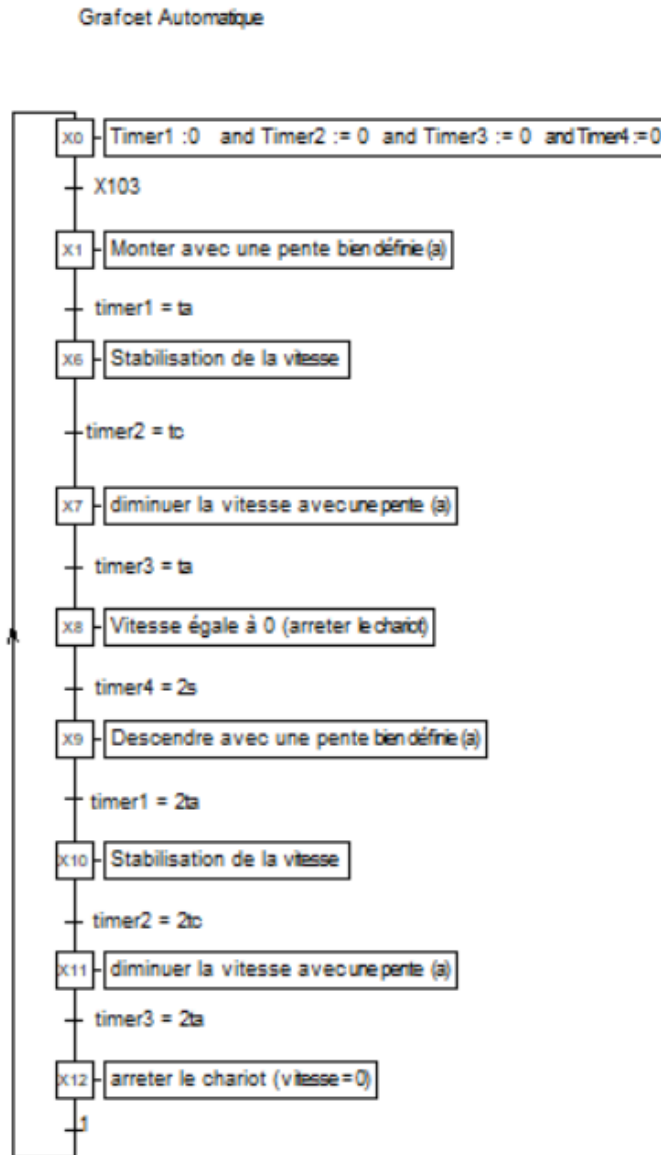 Grafcet Automatique
X0 Timer1 :0 and Timer2 := 0 and Timer3 := 0 and Timer4 := 0
X103
X1 Monter avec une pente bien définie (a)
timer1 = ta
X6 Stabilisation de la vitesse
timer2 = tc
X7 diminuer la vitesse avec une pente (a)
timer3 = ta
X8 Vitesse égale à 0 (arreter le chariot)
timer4 = 2s
X9 Descendre avec une pente bien définie (a)
timer1 = 2ta
X10 Stabilisation de la vitesse
timer2 = 2tc
X11 diminuer la vitesse avec une pente (a)
timer3 = 2ta
X12 arreter le chariot (vitesse = 0)
1